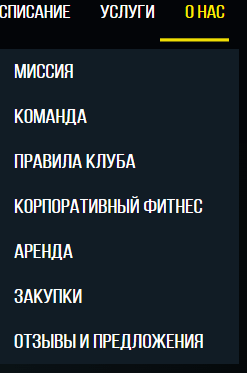 СПИСАНИЕ УСЛУГИ О НАС
МИССИЯ
КОМАНДА
ПРАВИЛА КЛУБА
КОРПОРАТИВНЫЙ ФИТНЕС
АРЕНДА
ЗАКУПКИ
ОТЗЫВЫ И ПРЕДЛОЖЕНИЯ